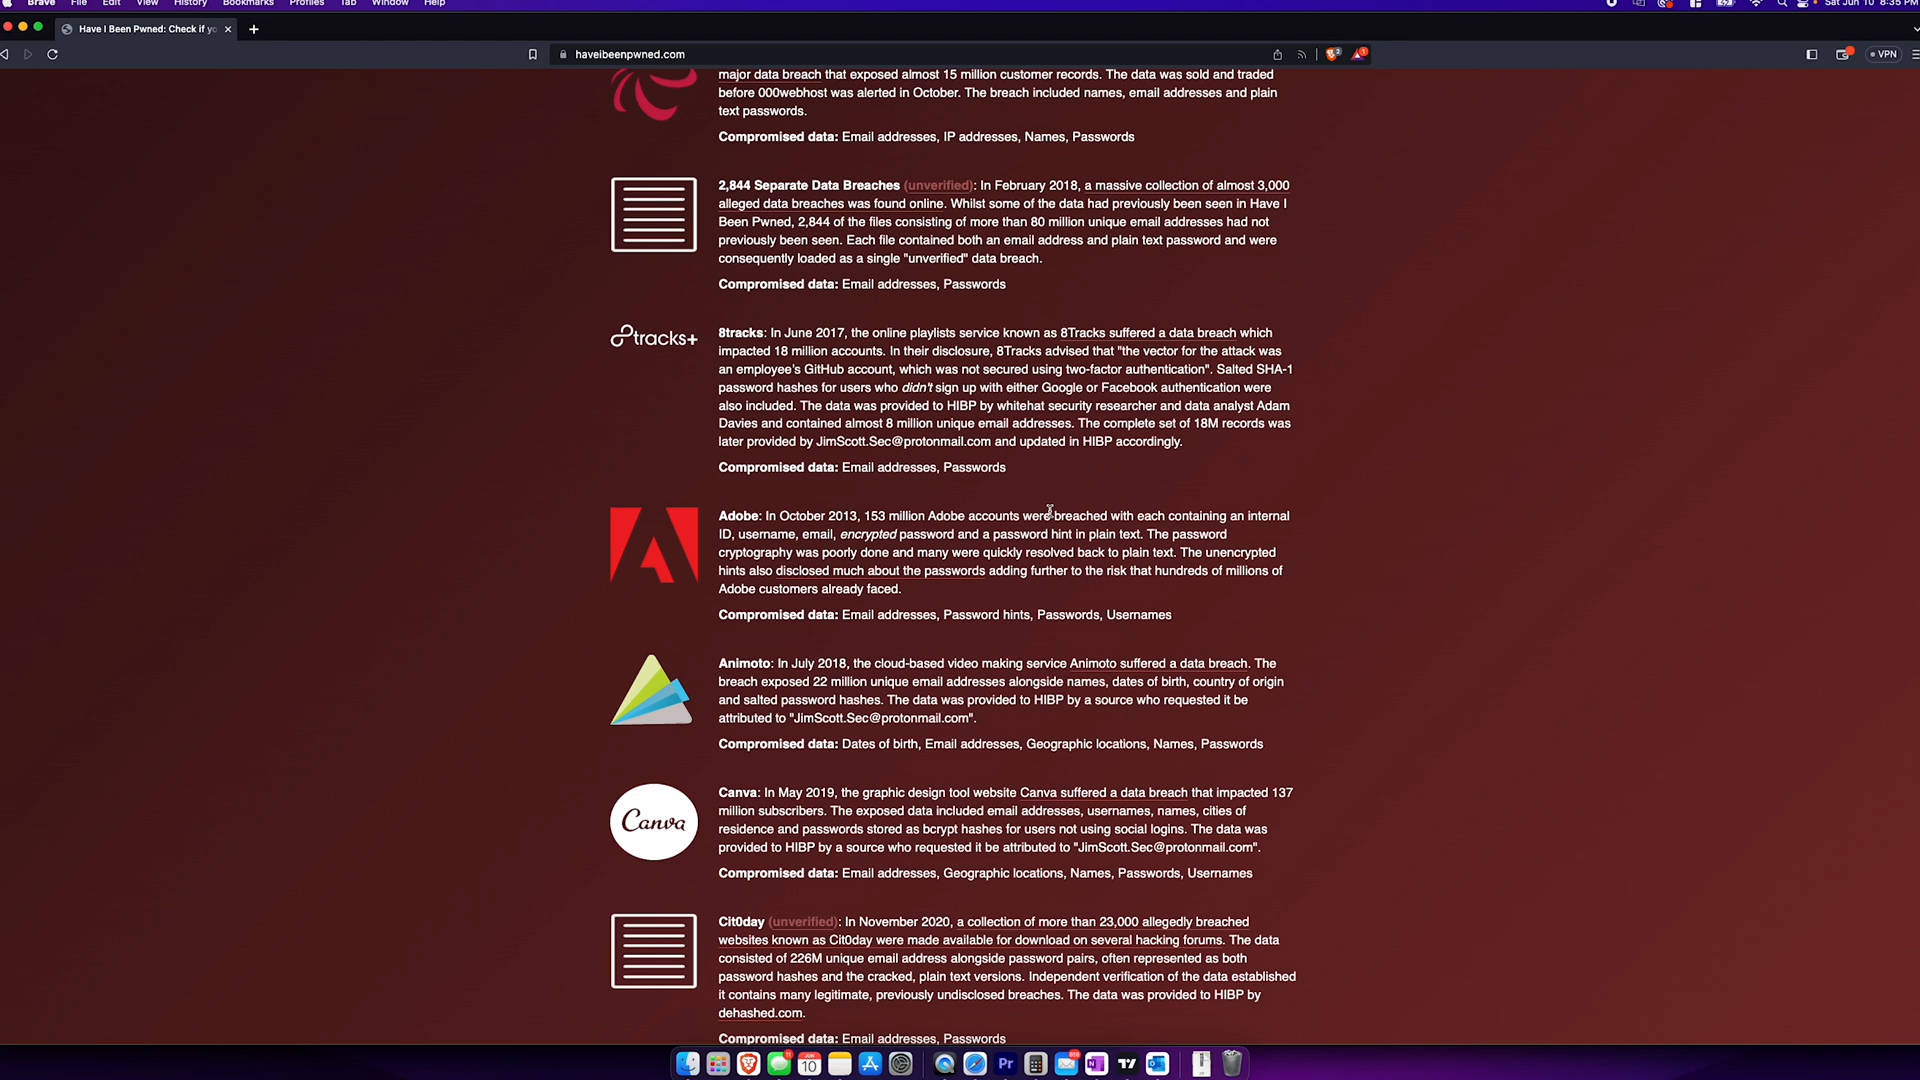 Brave File Edit View History Bookmarks Profiles Tab Window Help
Sat Jun 10 8:35 PM
Have I Been Pwned: Check if yo
haveibeenpwned.com
VPN
major data breach that exposed almost 15 million customer records. The data was sold and traded
before 000webhost was alerted in October. The breach included names, email addresses and plain
text passwords.
Compromised data: Email addresses, IP addresses, Names, Passwords
2,844 Separate Data Breaches (unverified): In February 2018, a massive collection of almost 3,000
alleged data breaches was found online. Whilst some of the data had previously been seen in Have I
Been Pwned, 2,844 of the files consisting of more than 80 million unique email addresses had not
previously been seen. Each file contained both an email address and plain text password and were
consequently loaded as a single "unverified" data breach.
Compromised data: Email addresses, Passwords
8tracks+
8tracks: In June 2017, the online playlists service known as 8Tracks suffered a data breach which
impacted 18 million accounts. In their disclosure, 8Tracks advised that "the vector for the attack was
an employee's GitHub account, which was not secured using two-factor authentication". Salted SHA-1
password hashes for users who didn't sign up with either Google or Facebook authentication were
also included. The data was provided to HIBP by whitehat security researcher and data analyst Adam
Davies and contained almost 8 million unique email addresses. The complete set of 18M records was
later provided by JimScott.Sec@protonmail.com and updated in HIBP accordingly.
Compromised data: Email addresses, Passwords
Adobe: In October 2013, 153 million Adobe accounts were breached with each containing an internal
ID, username, email, encrypted password and a password hint in plain text. The password
cryptography was poorly done and many were quickly resolved back to plain text. The unencrypted
hints also disclosed much about the passwords adding further to the risk that hundreds of millions of
Adobe customers already faced.
Compromised data: Email addresses, Password hints, Passwords, Usernames
Animoto: In July 2018, the cloud-based video making service Animoto suffered a data breach. The
breach exposed 22 million unique email addresses alongside names, dates of birth, country of origin
and salted password hashes. The data was provided to HIBP by a source who requested it be
attributed to "JimScott.Sec@protonmail.com".
Compromised data: Dates of birth, Email addresses, Geographic locations, Names, Passwords
Canva
Canva: In May 2019, the graphic design tool website Canva suffered a data breach that impacted 137
million subscribers. The exposed data included email addresses, usernames, names, cities of
residence and passwords stored as bcrypt hashes for users not using social logins. The data was
provided to HIBP by a source who requested it be attributed to "JimScott.Sec@protonmail.com".
Compromised data: Email addresses, Geographic locations, Names, Passwords, Usernames
Cit0day (unverified): In November 2020, a collection of more than 23,000 allegedly breached
websites known as Cit0day were made available for download on several hacking forums. The data
consisted of 226M unique email address alongside password pairs, often represented as both
password hashes and the cracked, plain text versions. Independent verification of the data established
it contains many legitimate, previously undisclosed breaches. The data was provided to HIBP by
dehashed.com.
Compromised data: Email addresses, Passwords
JUN
10
Pr